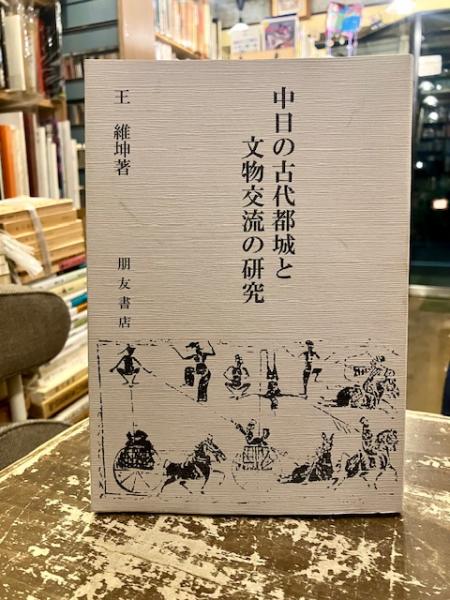 中日の古代都城と
文物交流の研究
王　維坤著
朋友書店